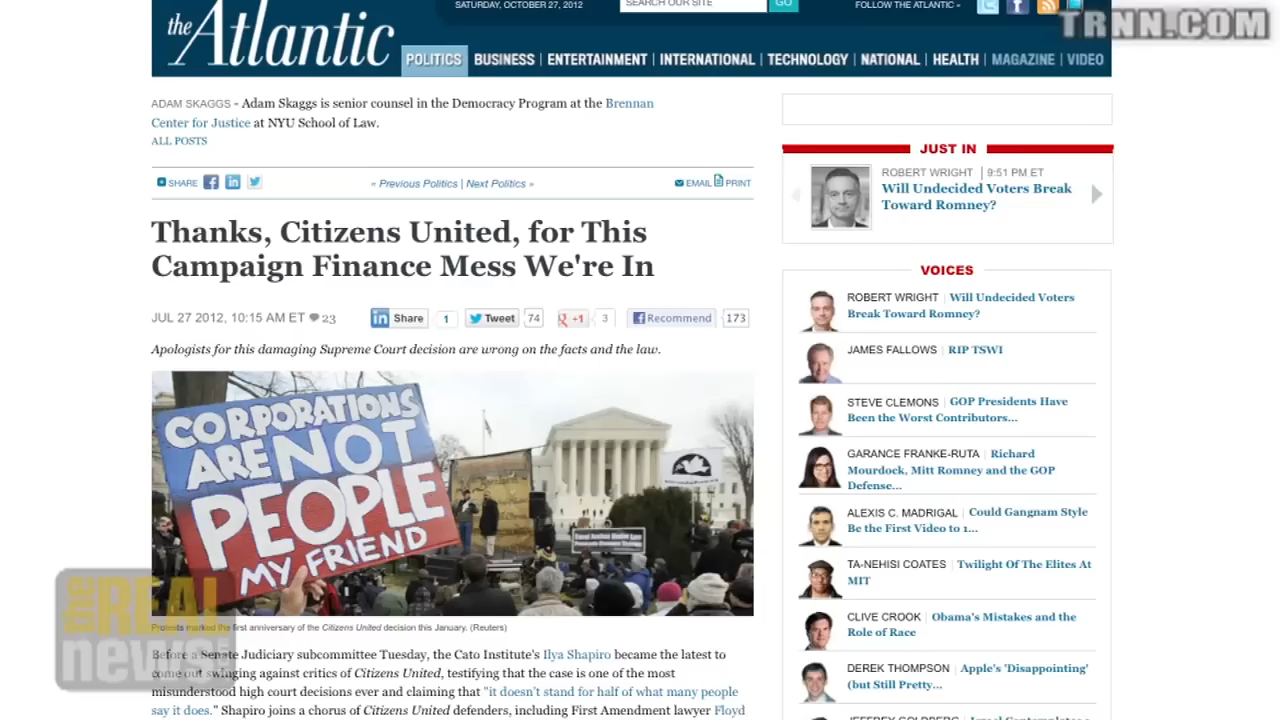 the Atlantic
SATURDAY, OCTOBER 27, 2012
SEARCH OUR SITE
GO
FOLLOW THE ATLANTIC »
TRNN.COM
POLITICS BUSINESS ENTERTAINMENT INTERNATIONAL TECHNOLOGY NATIONAL HEALTH MAGAZINE VIDEO
ADAM SKAGGS - Adam Skaggs is senior counsel in the Democracy Program at the Brennan
Center for Justice at NYU School of Law.
ALL POSTS
SHARE
« Previous Politics | Next Politics »
EMAIL PRINT
Thanks, Citizens United, for This
Campaign Finance Mess We're In
JUL 27 2012, 10:15 AM ET 23
Share 1 Tweet 74 +1 3 Recommend 173
Apologists for this damaging Supreme Court decision are wrong on the facts and the law.
CORPORATIONS
ARE NOT
PEOPLE
MY FRIEND
Protests marked the first anniversary of the Citizens United decision this January. (Reuters)
Before a Senate Judiciary subcommittee Tuesday, the Cato Institute's Ilya Shapiro became the latest to
come out swinging against critics of Citizens United, testifying that the case is one of the most
misunderstood high court decisions ever and claiming that "it doesn't stand for half of what many people
say it does." Shapiro joins a chorus of Citizens United defenders, including First Amendment lawyer Floyd
the REAL
news
JUST IN
ROBERT WRIGHT | 9:51 PM ET
Will Undecided Voters Break
Toward Romney?
VOICES
ROBERT WRIGHT | Will Undecided Voters
Break Toward Romney?
JAMES FALLOWS | RIP TSWI
STEVE CLEMONS | GOP Presidents Have
Been the Worst Contributors...
GARANCE FRANKE-RUTA | Richard
Mourdock, Mitt Romney and the GOP
Defense...
ALEXIS C. MADRIGAL | Could Gangnam Style
Be the First Video to 1...
TA-NEHISI COATES | Twilight Of The Elites At
MIT
CLIVE CROOK | Obama's Mistakes and the
Role of Race
DEREK THOMPSON | Apple's 'Disappointing'
(but Still Pretty...